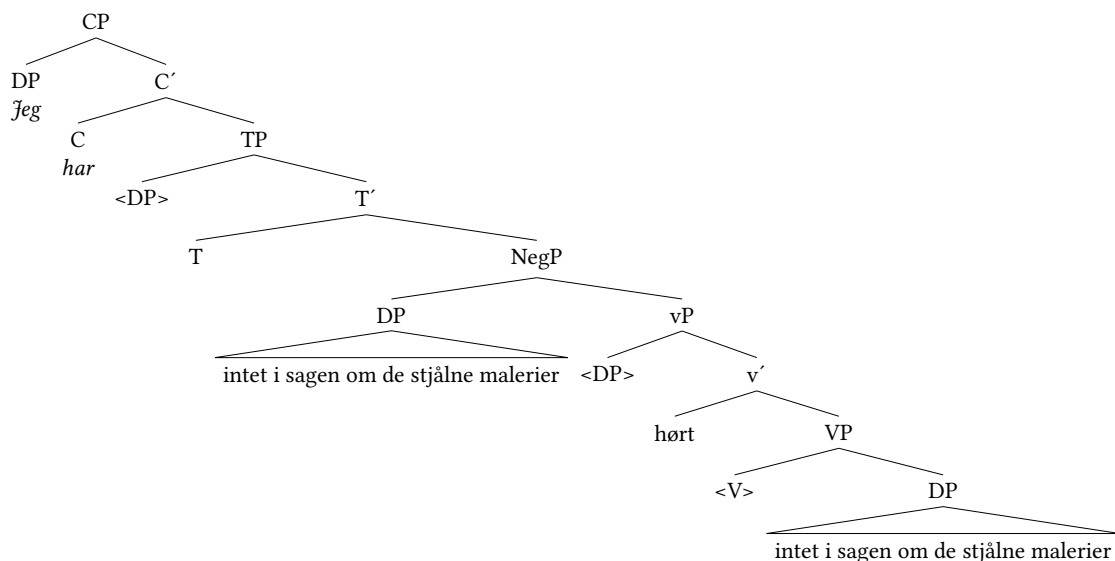 CP
DP
Jeg
C´
C
har
TP
<DP>
T´
T
NegP
DP
intet i sagen om de stjålne malerier
vP
<DP>
v´
hørt
VP
<V>
DP
intet i sagen om de stjålne malerier